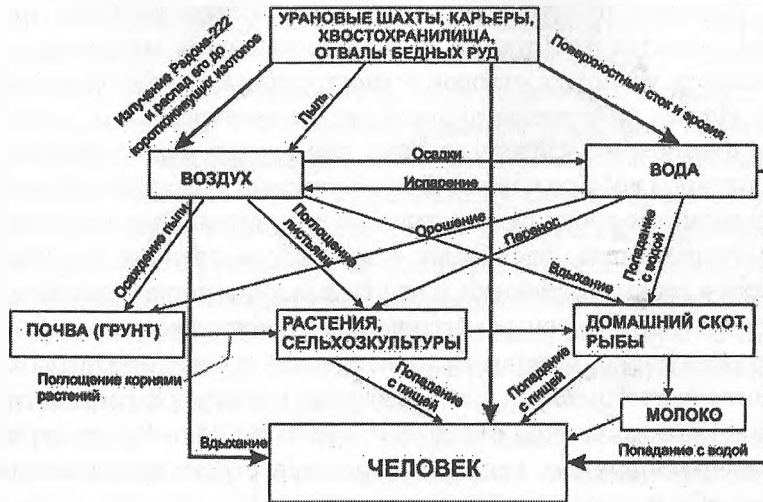 УРАНОВЫЕ ШАХТЫ, КАРЬЕРЫ,
ХВОСТОХРАНИЛИЩА,
ОТВАЛЫ БЕДНЫХ РУД
Излучение Радона-222
и распад его до
короткоживущих изотопов
Пыль
Поверхностный сток и время
ВОЗДУХ
Осадки
Испарение
ВОДА
Осаждение пыли
Поглощение
листьями
Орошение
Перенос
Вдыхание
Попадание
с водой
ПОЧВА (ГРУНТ)
РАСТЕНИЯ,
СЕЛЬХОЗКУЛЬТУРЫ
ДОМАШНИЙ СКОТ,
РЫБЫ
Поглощение корнями
растений
Попадание
с пищей
Попадание
с пищей
МОЛОКО
Вдыхание
ЧЕЛОВЕК
Попадание с водой